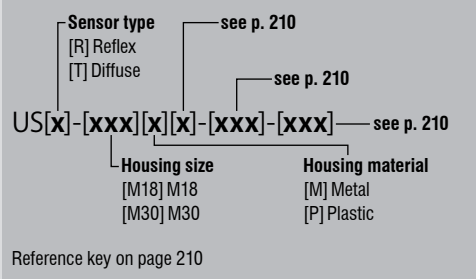 Sensor type
see p. 210
[R] Reflex
[T] Diffuse
see p. 210
US[x]-[xxx][x][x]-[xxx]-[xxx] see p. 210
Housing size
Housing material
[M18] M18
[M] Metal
[M30] M30
[P] Plastic
Reference key on page 210